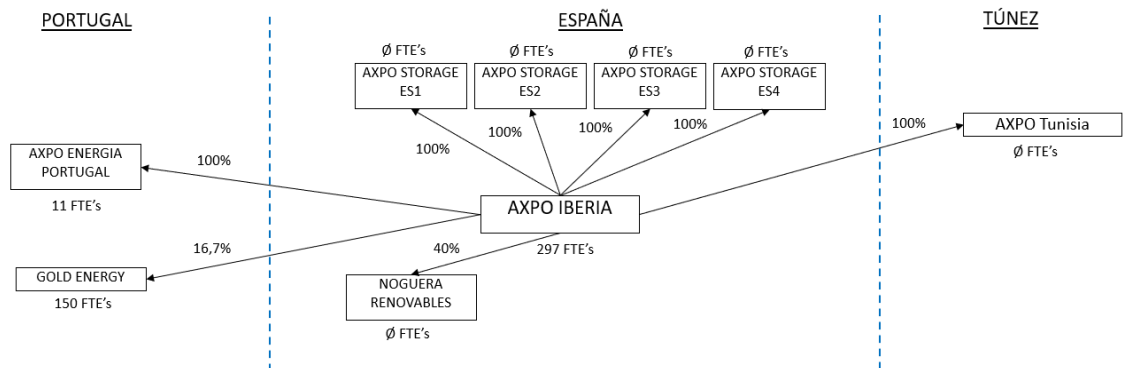 PORTUGAL
ESPAÑA
TÚNEZ
Ø FTE's
Ø FTE's
Ø FTE's
Ø FTE's
AXPO STORAGE
ES1
AXPO STORAGE
ES2
AXPO STORAGE
ES3
AXPO STORAGE
ES4
100%
100%
100%
100%
100%
AXPO Tunisia
Ø FTE's
AXPO ENERGIA
PORTUGAL
11 FTE's
100%
AXPO IBERIA
297 FTE's
16,7%
40%
GOLD ENERGY
150 FTE's
NOGUERA
RENOVABLES
Ø FTE's